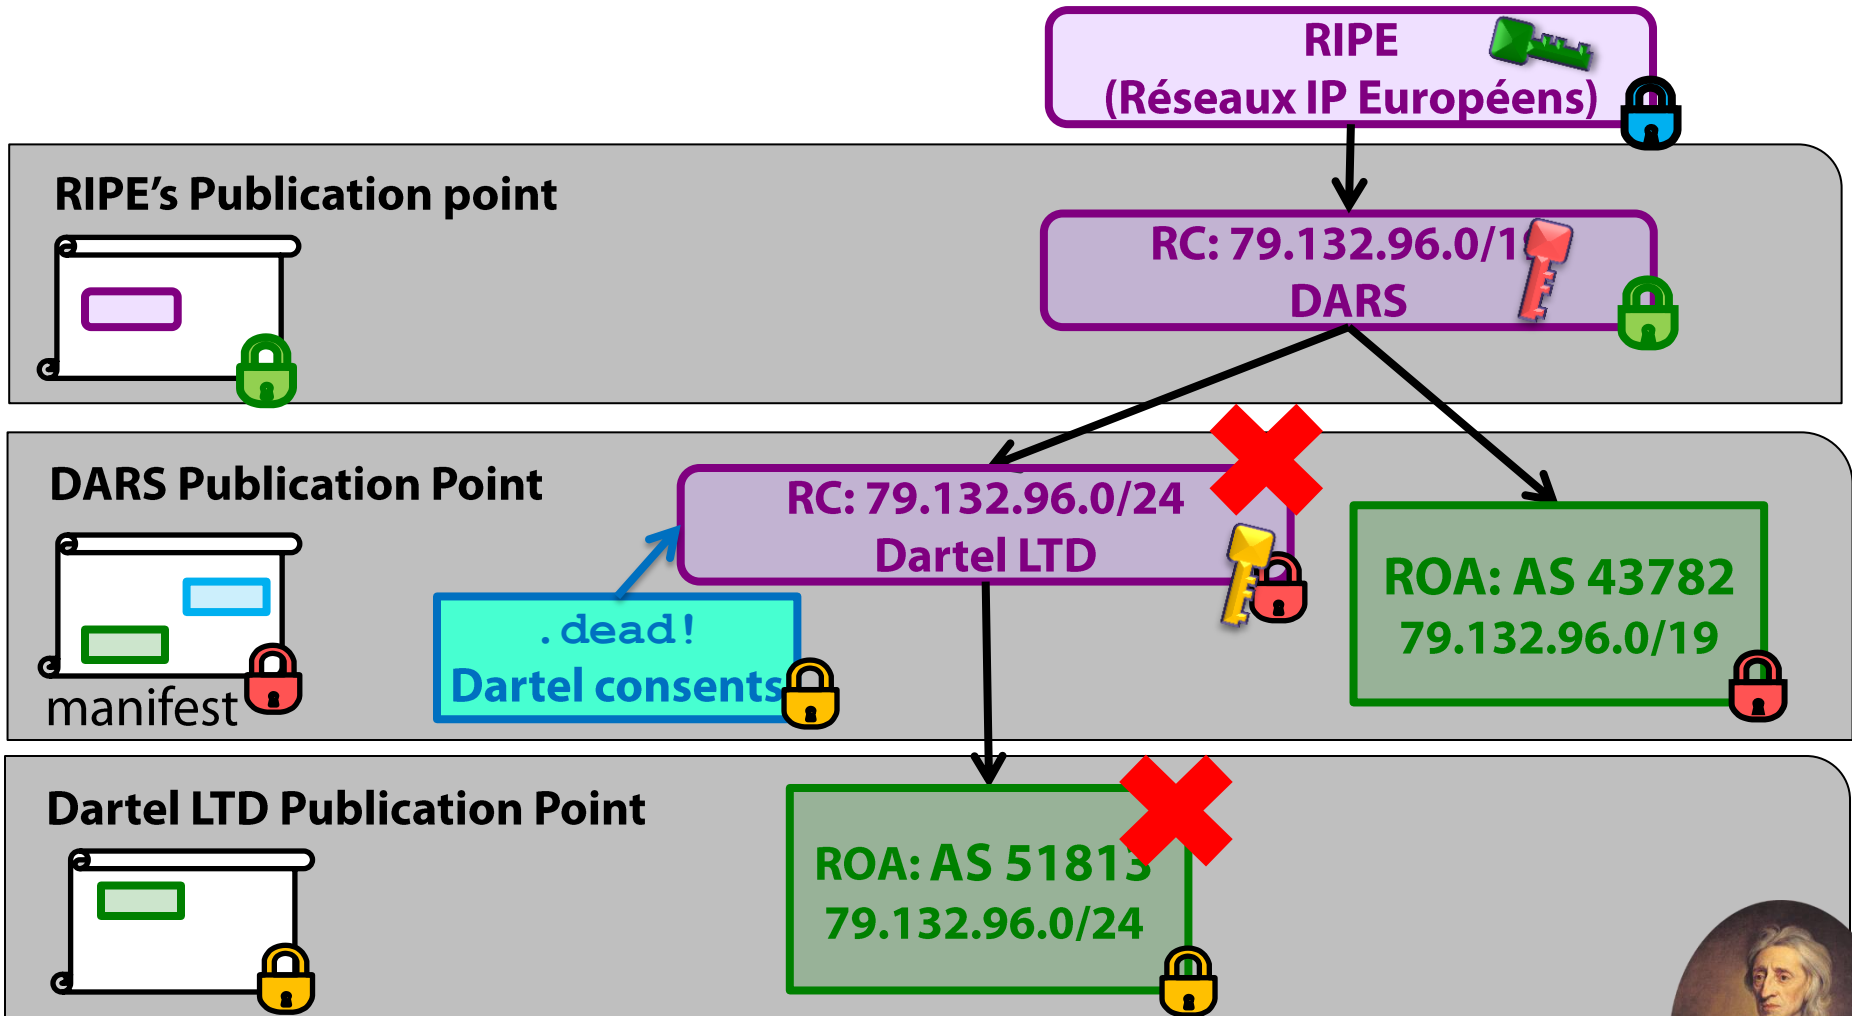 RIPE
(Réseaux IP Européens)
RIPE’s Publication point
RC: 79.132.96.0/19
DARS
DARS Publication Point
RC: 79.132.96.0/24
Dartel LTD
ROA: AS 43782
79.132.96.0/19
.dead!
Dartel consents
manifest
Dartel LTD Publication Point
ROA: AS 51813
79.132.96.0/24